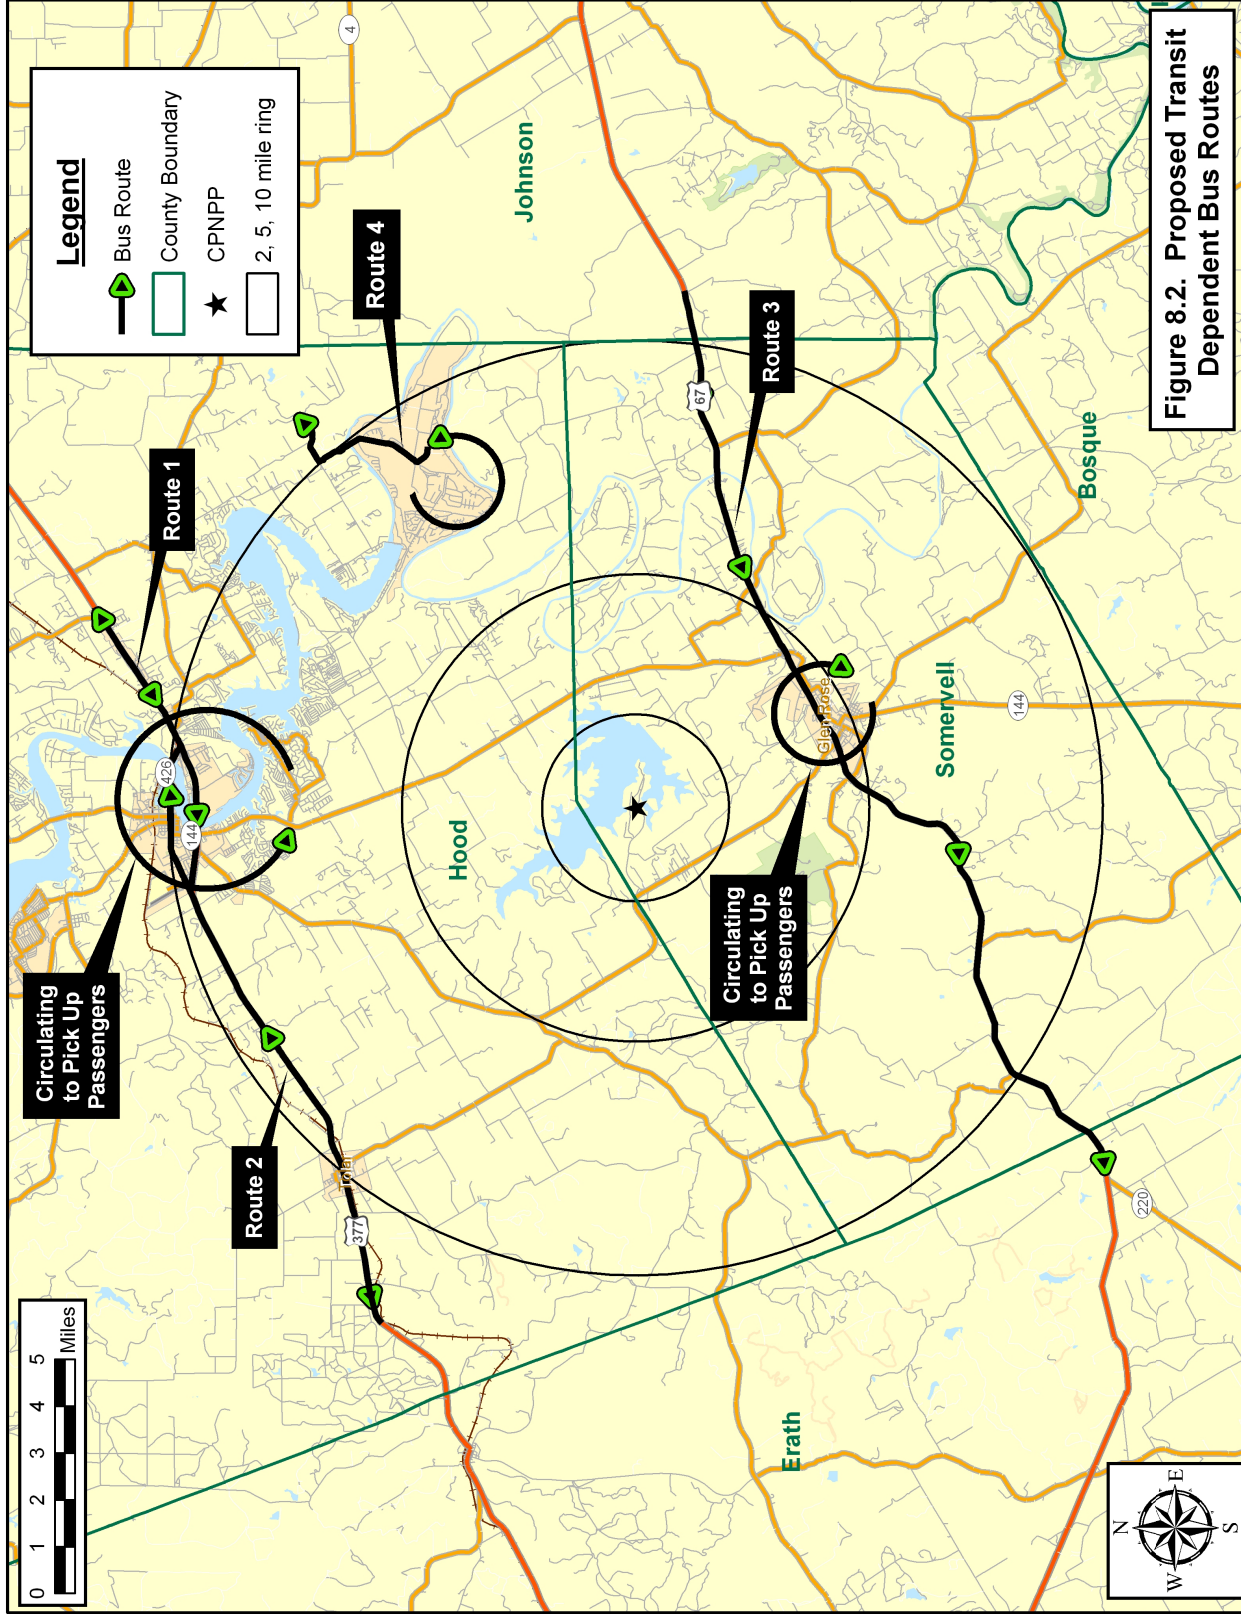 Legend
Bus Route
County Boundary
CPNPP
2, 5, 10 mile ring
4
Johnson
Route 4
Route 1
Route 3
67
Bosque
Figure 8.2. Proposed Transit
Dependent Bus Routes
426
144
Hood
Glen Rose
Somervell
144
Circulating
to Pick Up
Passengers
Circulating
to Pick Up
Passengers
Route 2
Tolar
377
220
Erath
0 1 2 3 4 5
Miles
N
W E
S